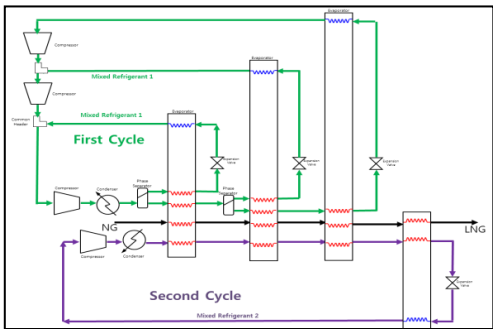 Evaporator
Compressor
Evaporator
Mixed Refrigerant 1
Compressor
Mixed Refrigerant 1
Evaporator
Common
Header
First Cycle
Expansion
Valve
Expansion
Valve
Expansion
Valve
Compressor
Condenser
Phase
Separator
Phase
Separator
NG
LNG
Compressor
Condenser
Second Cycle
Expansion
Valve
Mixed Refrigerant 2